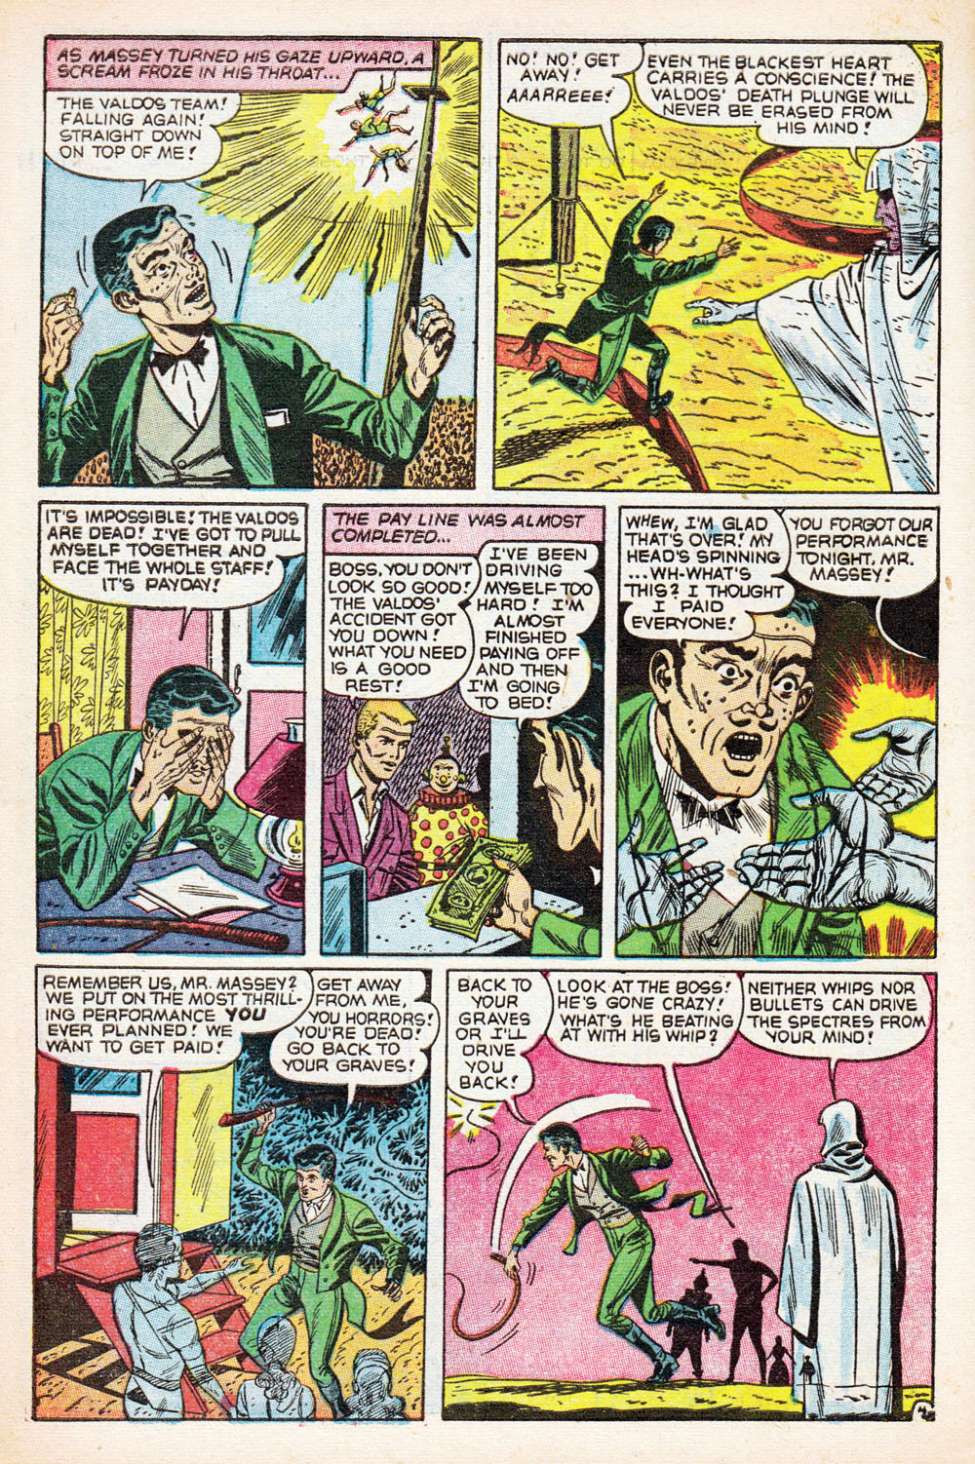 AS MASSEY TURNED HIS GAZE UPWARD, A
SCREAM FROZE IN HIS THROAT...
THE VALDOS TEAM!
FALLING AGAIN!
STRAIGHT DOWN
ON TOP OF ME!
NO! NO! GET
AWAY!
AAARREEE!
EVEN THE BLACKEST HEART
CARRIES A CONSCIENCE! THE
VALDOS' DEATH PLUNGE WILL
NEVER BE ERASED FROM
HIS MIND!
IT'S IMPOSSIBLE! THE VALDOS
ARE DEAD! I'VE GOT TO PULL
MYSELF TOGETHER AND
FACE THE WHOLE STAFF!
IT'S PAYDAY!
THE PAY LINE WAS ALMOST
COMPLETED...
BOSS, YOU DON'T
LOOK SO GOOD!
THE VALDOS'
ACCIDENT GOT
YOU DOWN!
WHAT YOU NEED
IS A GOOD
REST!
I'VE BEEN
DRIVING
MYSELF TOO
HARD! I'M
ALMOST
FINISHED
PAYING OFF
AND THEN
I'M GOING
TO BED!
WHEW, I'M GLAD
THAT'S OVER! MY
HEAD'S SPINNING
...WH-WHAT'S
THIS? I THOUGHT
I PAID
EVERYONE!
YOU FORGOT OUR
PERFORMANCE
TONIGHT, MR.
MASSEY!
REMEMBER US, MR. MASSEY?
WE PUT ON THE MOST THRILL-
ING PERFORMANCE YOU
EVER PLANNED! WE
WANT TO GET PAID!
GET AWAY
FROM ME,
YOU HORRORS!
YOU'RE DEAD!
GO BACK TO
YOUR GRAVES!
BACK TO
YOUR
GRAVES
OR I'LL
DRIVE
YOU
BACK!
LOOK AT THE BOSS!
HE'S GONE CRAZY!
WHAT'S HE BEATING
AT WITH HIS WHIP?
NEITHER WHIPS NOR
BULLETS CAN DRIVE
THE SPECTRES FROM
YOUR MIND!
4